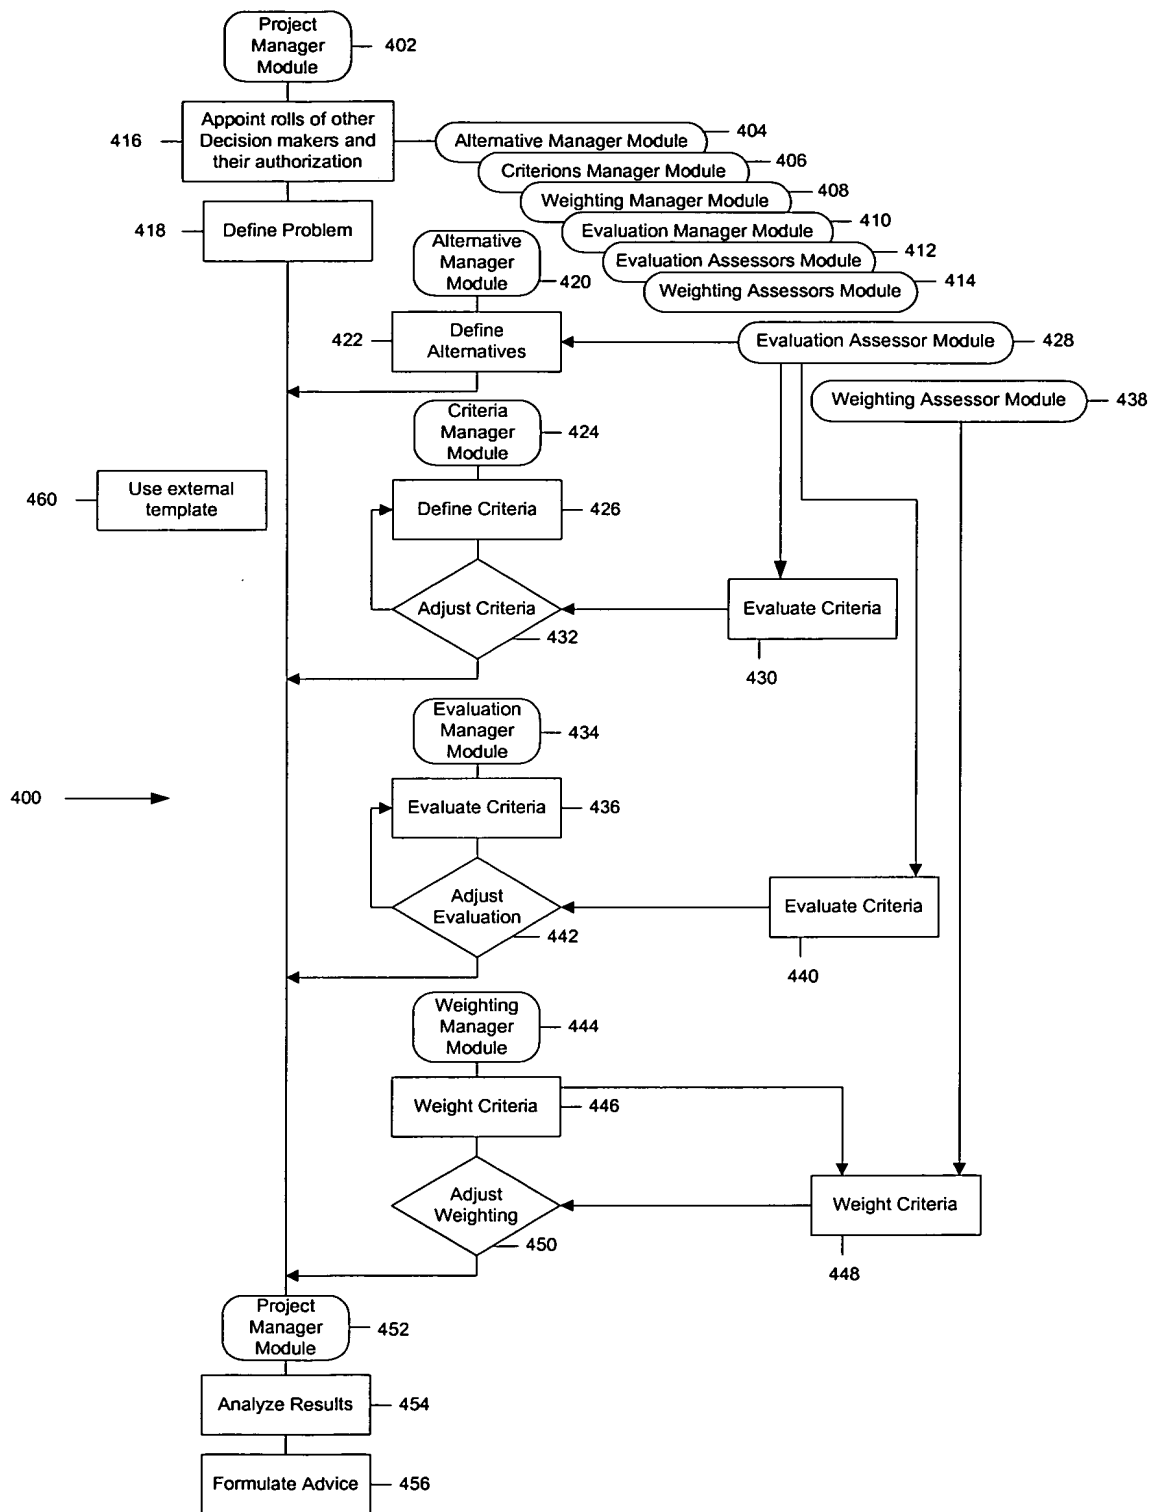 Project
Manager
Module
402
Appoint rolls of other
Decision makers and
their authorization
416
Alternative Manager Module
404
Criterions Manager Module
406
Weighting Manager Module
408
Evaluation Manager Module
410
Evaluation Assessors Module
412
Weighting Assessors Module
414
418
Define Problem
Alternative
Manager
Module
420
422
Define
Alternatives
Evaluation Assessor Module
428
Weighting Assessor Module
438
Criteria
Manager
Module
424
460
Use external
template
Define Criteria
426
Adjust Criteria
432
Evaluate Criteria
430
Evaluation
Manager
Module
434
400
Evaluate Criteria
436
Adjust
Evaluation
442
Evaluate Criteria
440
Weighting
Manager
Module
444
Weight Criteria
446
Adjust
Weighting
450
Weight Criteria
448
Project
Manager
Module
452
Analyze Results
454
Formulate Advice
456